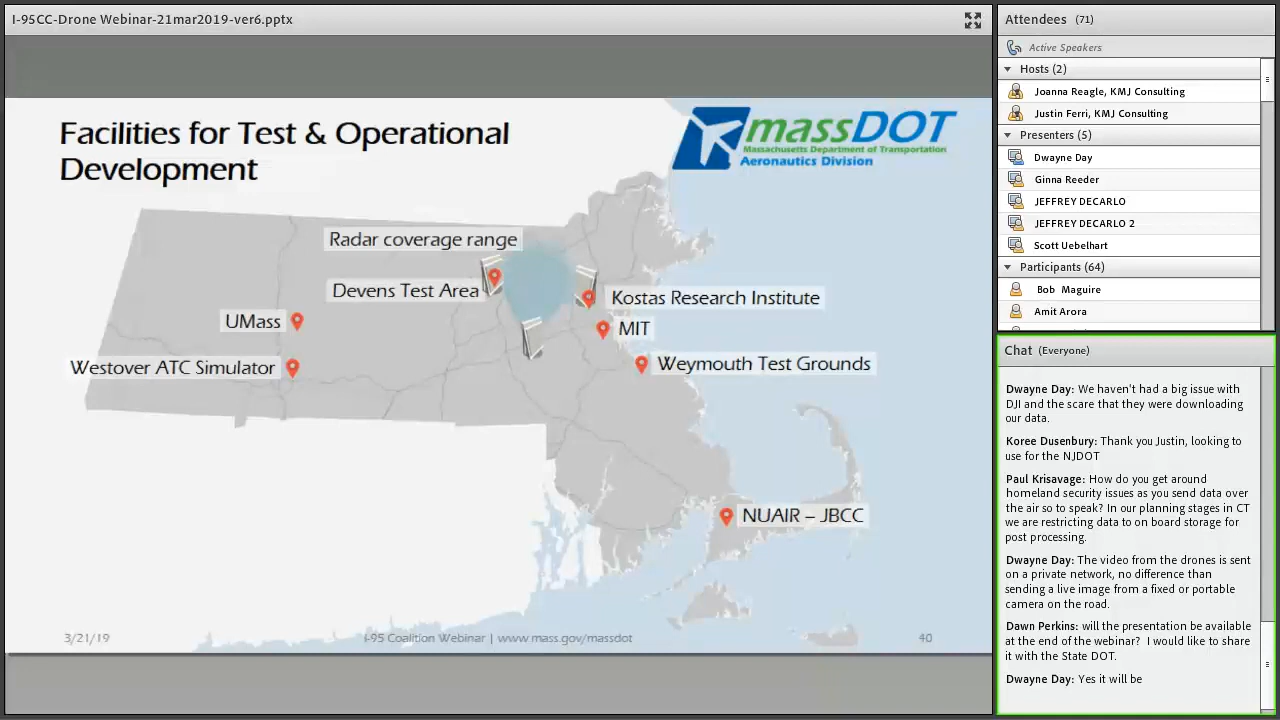 I-95CC-Drone Webinar-21mar2019-ver6.pptx
Facilities for Test & Operational
Development
massDOT
Massachusetts Department of Transportation
Aeronautics Division
Radar coverage range
Devens Test Area
Kostas Research Institute
UMass
MIT
Westover ATC Simulator
Weymouth Test Grounds
NUAIR – JBCC
3/21/19
I-95 Coalition Webinar | www.mass.gov/massdot
40
Attendees (71)
Active Speakers
Hosts (2)
Joanna Reagle, KMJ Consulting
Justin Ferri, KMJ Consulting
Presenters (5)
Dwayne Day
Ginna Reeder
JEFFREY DECARLO
JEFFREY DECARLO 2
Scott Uebelhart
Participants (64)
Bob Maguire
Amit Arora
Chat (Everyone)
Dwayne Day: We haven't had a big issue with
DJI and the scare that they were downloading
our data.
Koree Dusenbury: Thank you Justin, looking to
use for the NJDOT
Paul Krisavage: How do you get around
homeland security issues as you send data over
the air so to speak? In our planning stages in CT
we are restricting data to on board storage for
post processing.
Dwayne Day: The video from the drones is sent
on a private network, no difference than
sending a live image from a fixed or portable
camera on the road.
Dawn Perkins: will the presentation be available
at the end of the webinar? I would like to share
it with the State DOT.
Dwayne Day: Yes it will be